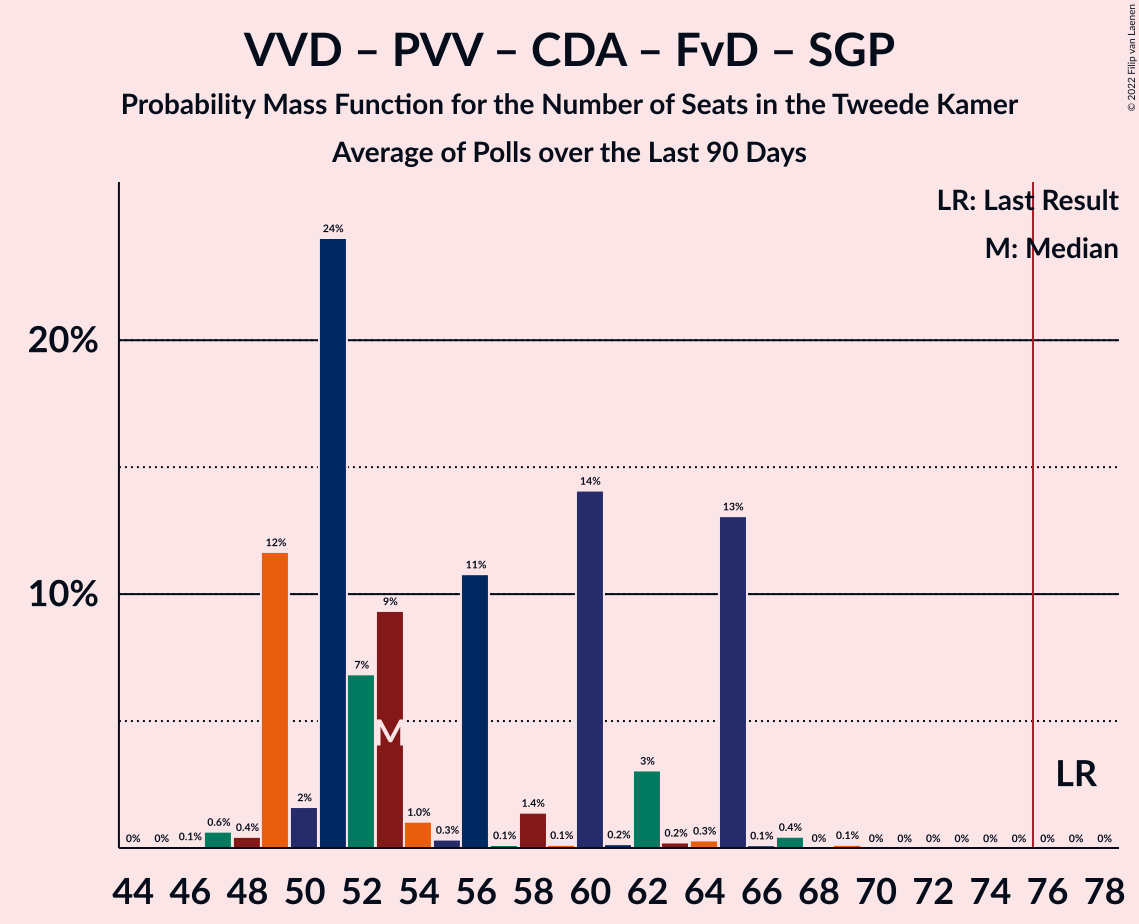 VVD – PVV – CDA – FvD – SGP
Probability Mass Function for the Number of Seats in the Tweede Kamer
Average of Polls over the Last 90 Days
© 2022 Filip van Laenen
LR: Last Result
M: Median
20%
10%
0% 0% 0.1% 0.6% 0.4% 12% 2% 24% 7% 9% 1.0% 0.3% 11% 0.1% 1.4% 0.1% 14% 0.2% 3% 0.2% 0.3% 13% 0.1% 0.4% 0% 0.1% 0% 0% 0% 0% 0% 0% 0% 0% 0%
M
LR
44 46 48 50 52 54 56 58 60 62 64 66 68 70 72 74 76 78